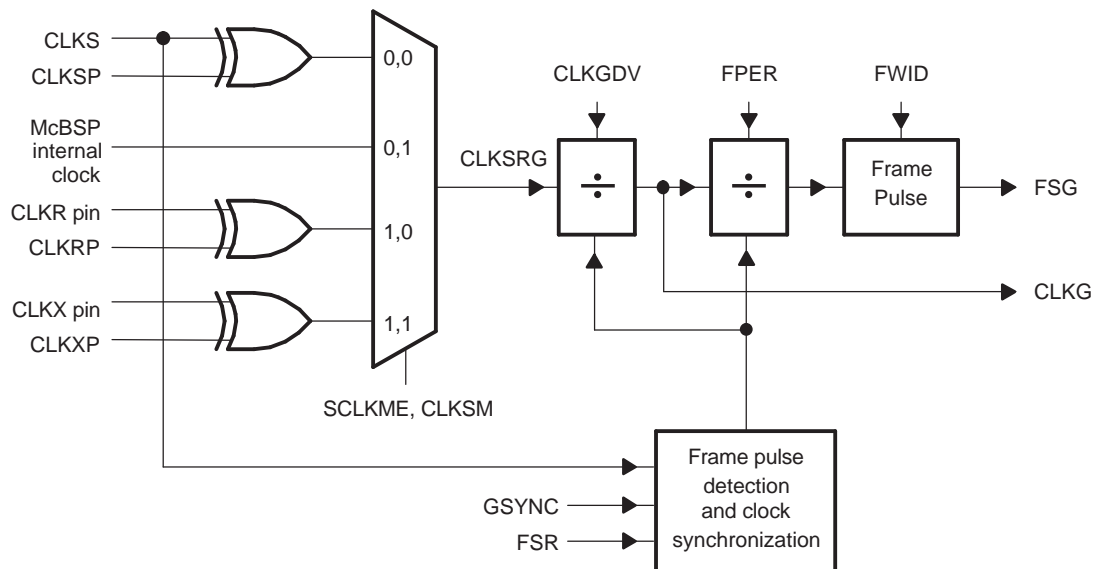 CLKS
CLKSP
McBSP
internal
clock
CLKR pin
CLKRP
CLKX pin
CLKXP
0,0
0,1
1,0
1,1
SCLKME, CLKSM
CLKSRG
CLKGDV
÷
FPER
÷
FWID
Frame
Pulse
FSG
CLKG
GSYNC
FSR
Frame pulse
detection
and clock
synchronization